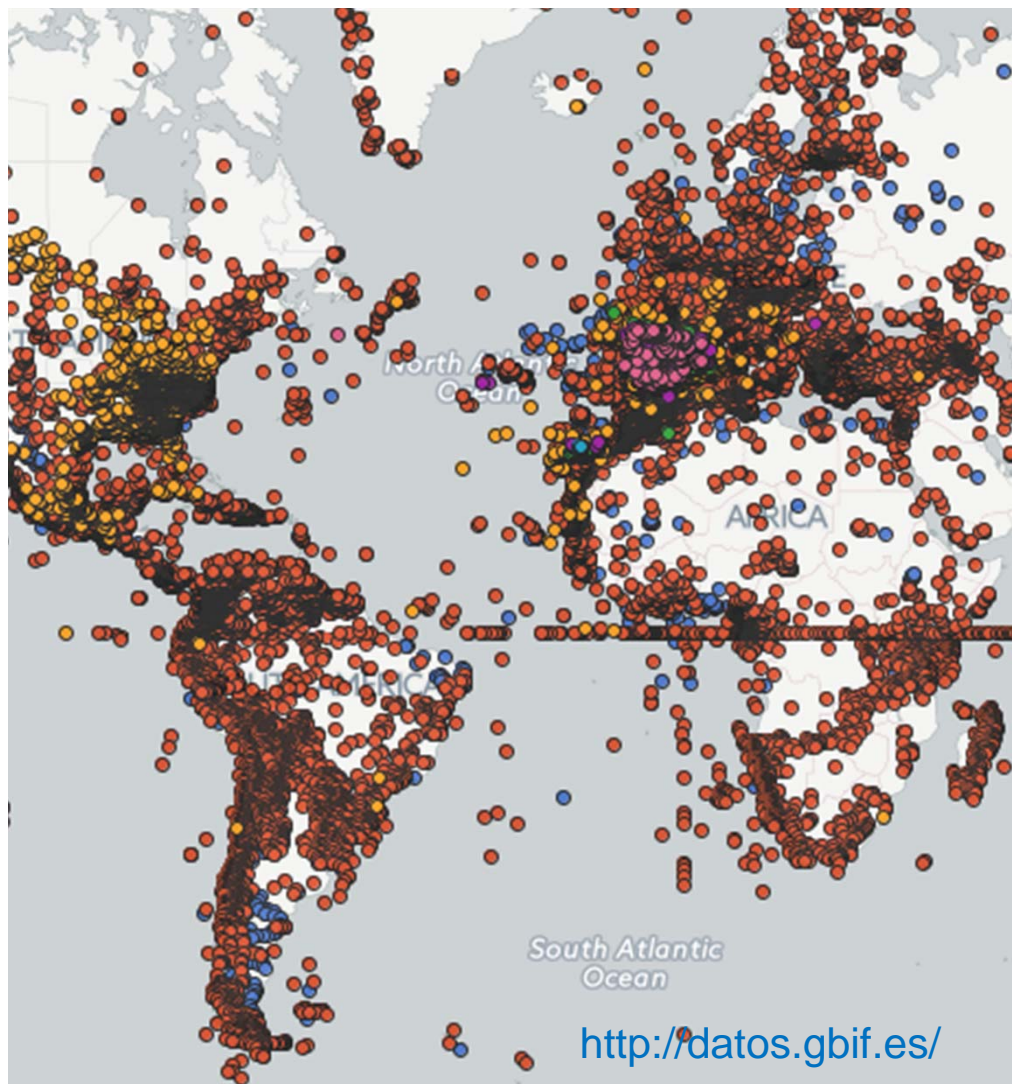 North Atlantic
Ocean
AFRICA
South Atlantic
Ocean
http://datos.gbif.es/